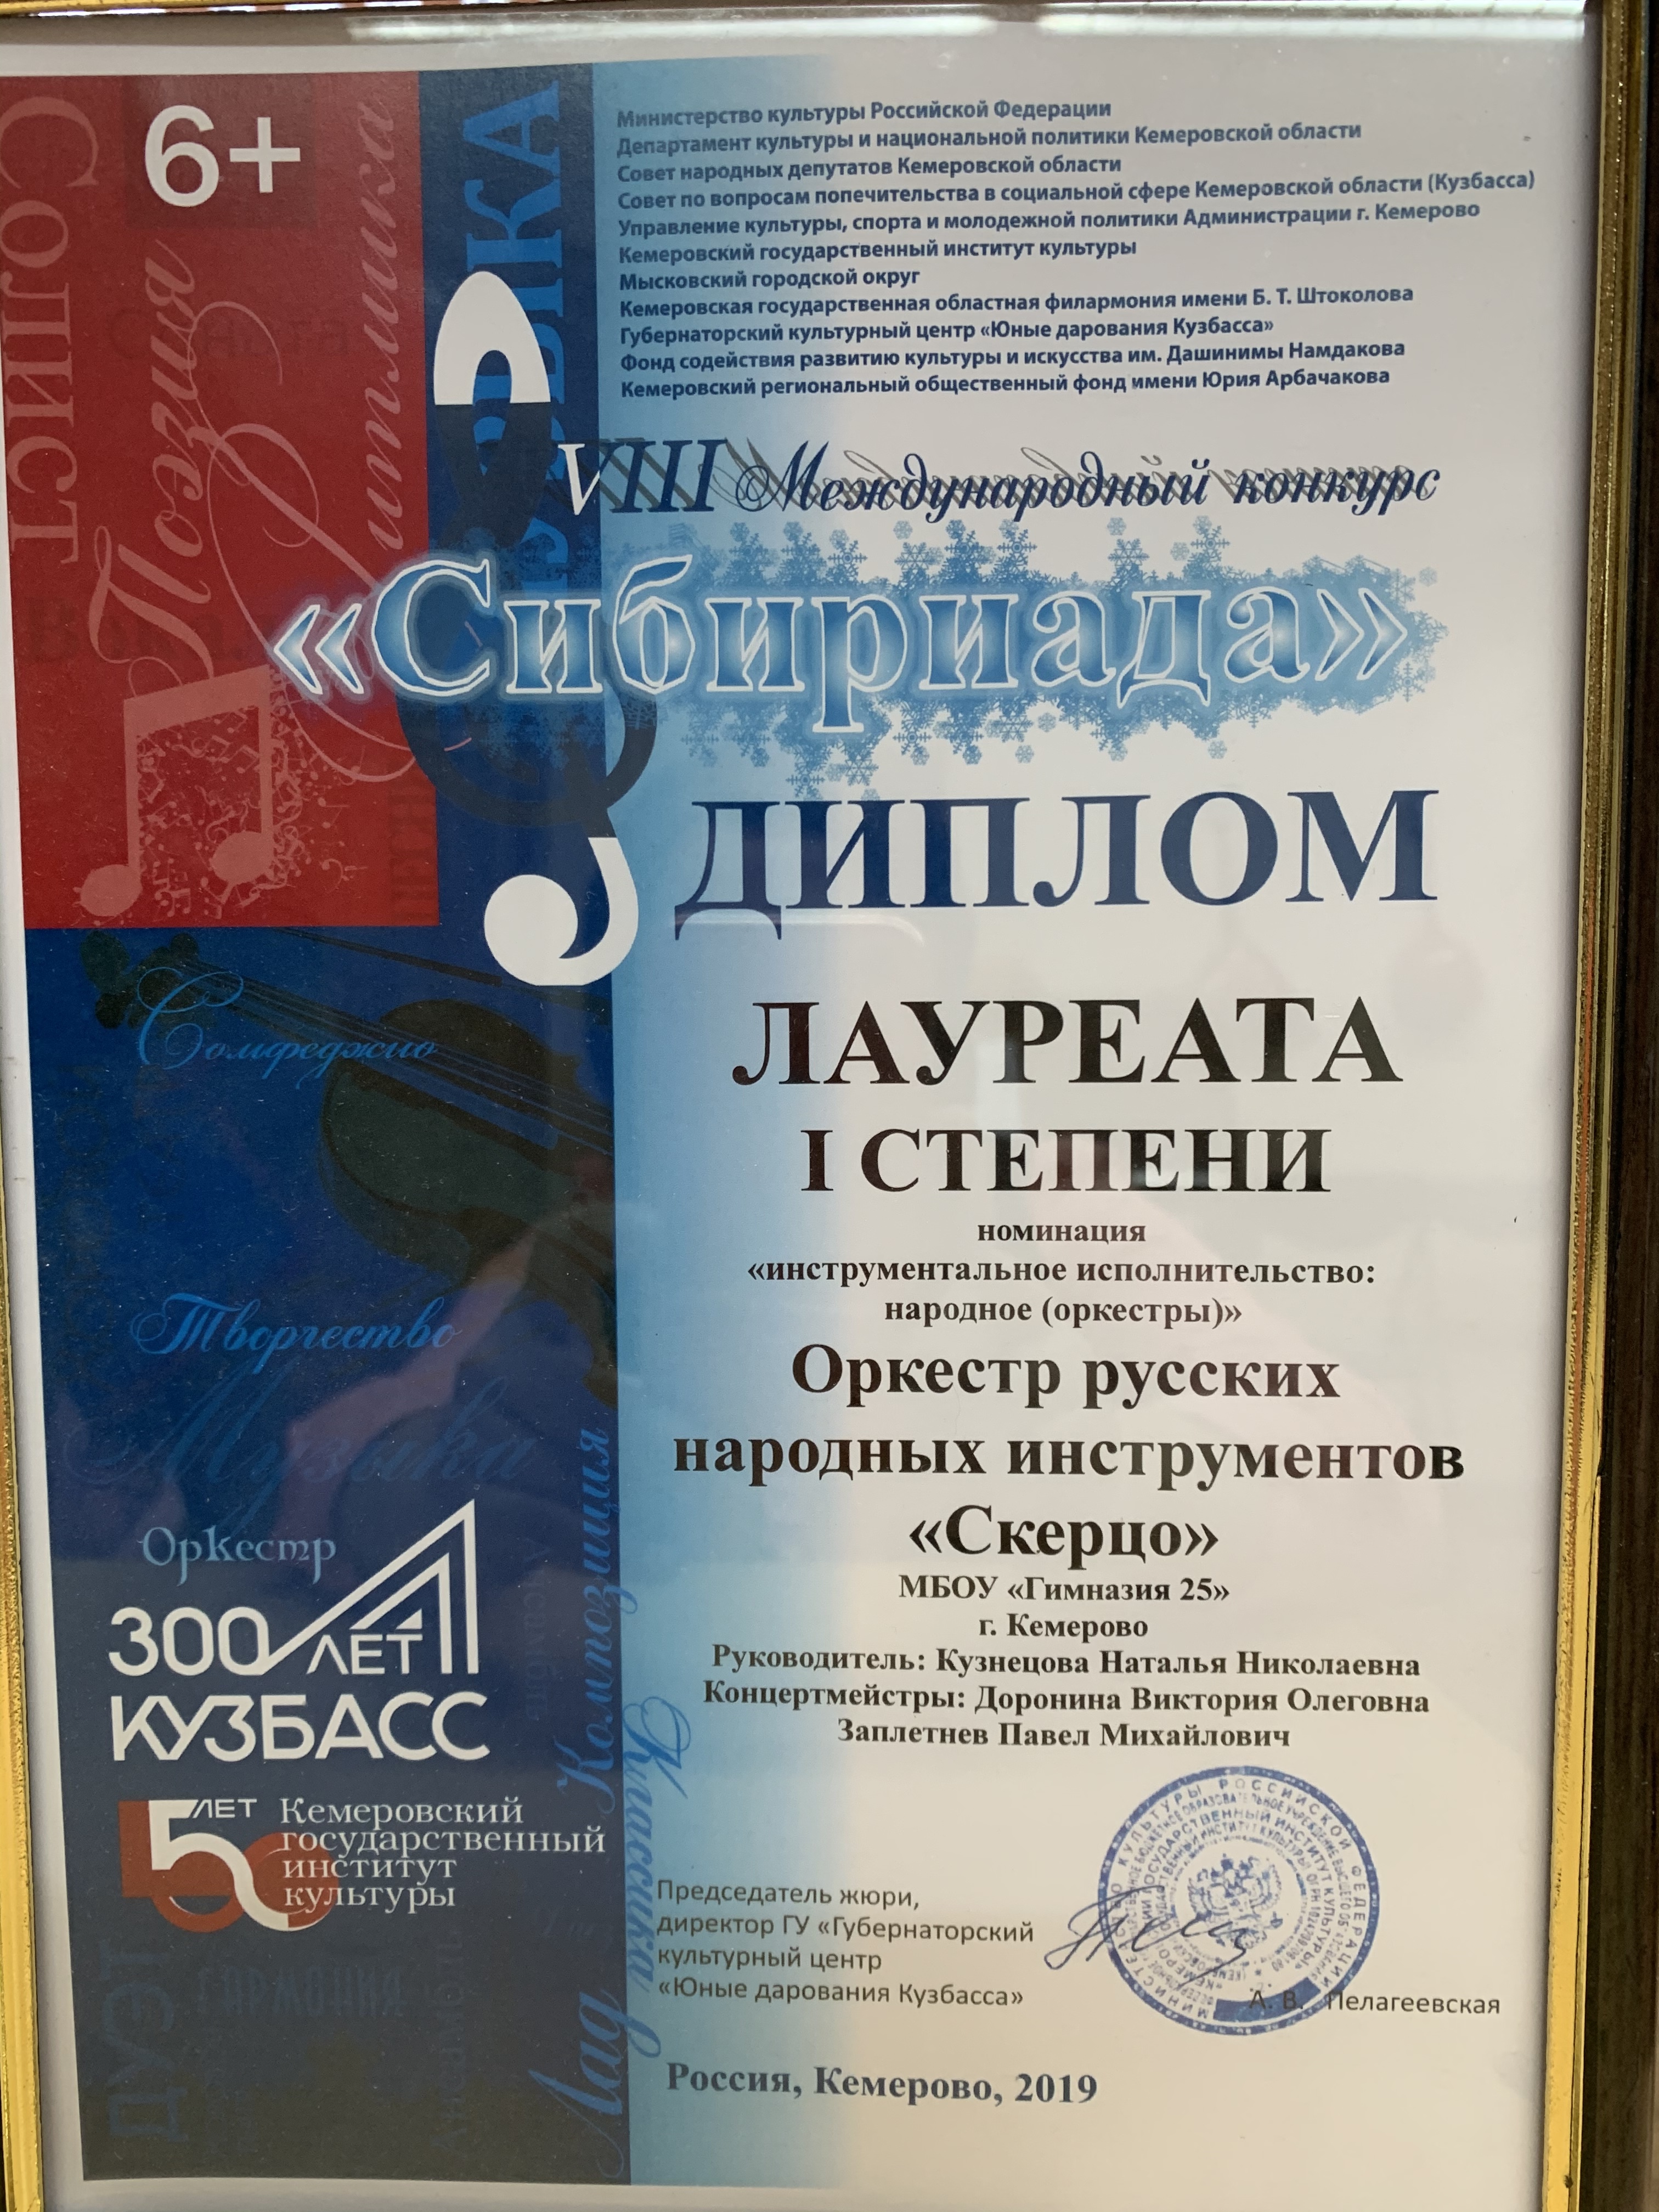 6+
Солист
Поэзия
Музыка
Министерство культуры Российской Федерации
Департамент культуры и национальной политики Кемеровской области
Совет народных депутатов Кемеровской области
Совет по вопросам попечительства в социальной сфере Кемеровской области (Кузбасса)
Управление культуры, спорта и молодежной политики Администрации г. Кемерово
Кемеровский государственный институт культуры
Мысковский городской округ
Кемеровская государственная областная филармония имени Б. Т. Штоколова
Губернаторский культурный центр «Юные дарования Кузбасса»
Фонд содействия развитию культуры и искусства им. Дашинимы Намдакова
Кемеровский региональный общественный фонд имени Юрия Арбачакова
VIII Международный конкурс
«Сибириада»
ДИПЛОМ
ЛАУРЕАТА
I СТЕПЕНИ
номинация
«инструментальное исполнительство:
народное (оркестры)»
Оркестр русских
народных инструментов
«Скерцо»
МБОУ «Гимназия 25»
г. Кемерово
Руководитель: Кузнецова Наталья Николаевна
Концертмейстры: Доронина Виктория Олеговна
Заплетнев Павел Михайлович
Сольфеджио
Творчество
Музыка
Оркестр
Композиция
Классика
Лад
ДУЭТ
ГАРМОНИЯ
300 ЛЕТ
КУЗБАСС
50 ЛЕТ
Кемеровский
государственный
институт
культуры
Председатель жюри,
директор ГУ «Губернаторский
культурный центр
«Юные дарования Кузбасса»
А. В. Пелагеевская
Россия, Кемерово, 2019